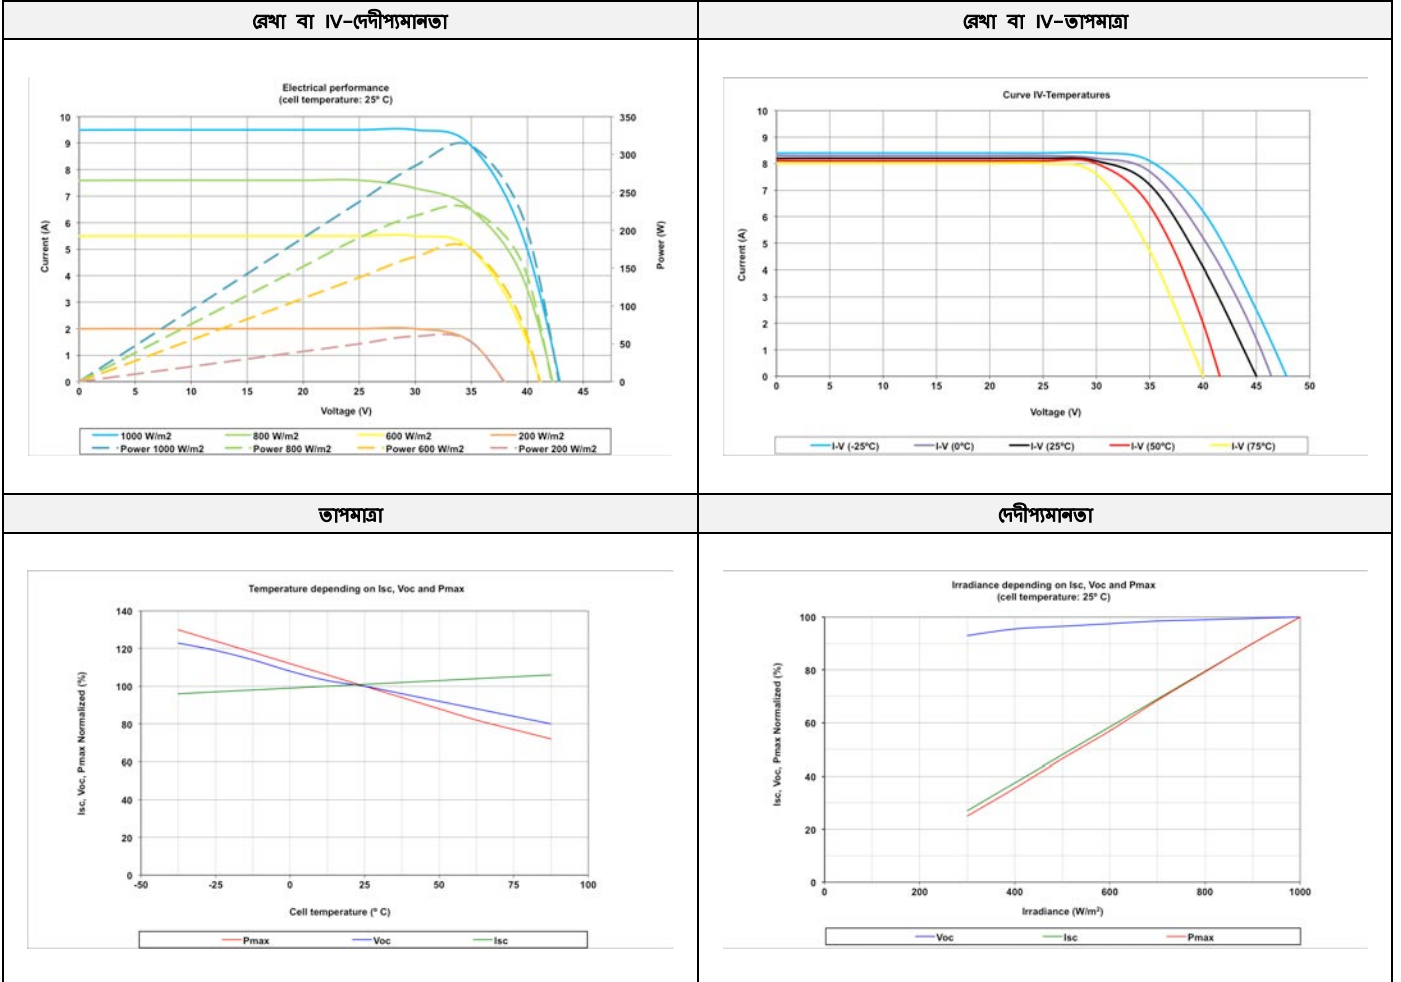 রেখা বা IV-দেদীপ্যমানতা
রেখা বা IV-তাপমাত্রা
Electrical performance
(cell temperature: 25º C)
10 9 8 7 6 5 4 3 2 1 0
Current (A)
350 300 250 200 150 100 50 0
Power (W)
0 5 10 15 20 25 30 35 40 45
Voltage (V)
1000 W/m2 800 W/m2 600 W/m2 200 W/m2
Power 1000 W/m2 Power 800 W/m2 Power 600 W/m2 Power 200 W/m2
Curve IV-Temperatures
10 9 8 7 6 5 4 3 2 1 0
Current (A)
0 5 10 15 20 25 30 35 40 45 50
Voltage (V)
I-V (-25ºC) I-V (0ºC) I-V (25ºC) I-V (50ºC) I-V (75ºC)
তাপমাত্রা
দেদীপ্যমানতা
Temperature depending on Isc, Voc and Pmax
140 120 100 80 60 40 20 0
Isc, Voc, Pmax Normalized (%)
-50 -25 0 25 50 75 100
Cell temperature (º C)
Pmax Voc Isc
Irradiance depending on Isc, Voc and Pmax
(cell temperature: 25º C)
100 80 60 40 20 0
Isc, Voc, Pmax Normalized (%)
0 200 400 600 800 1000
Irradiance (W/m²)
Voc Isc Pmax